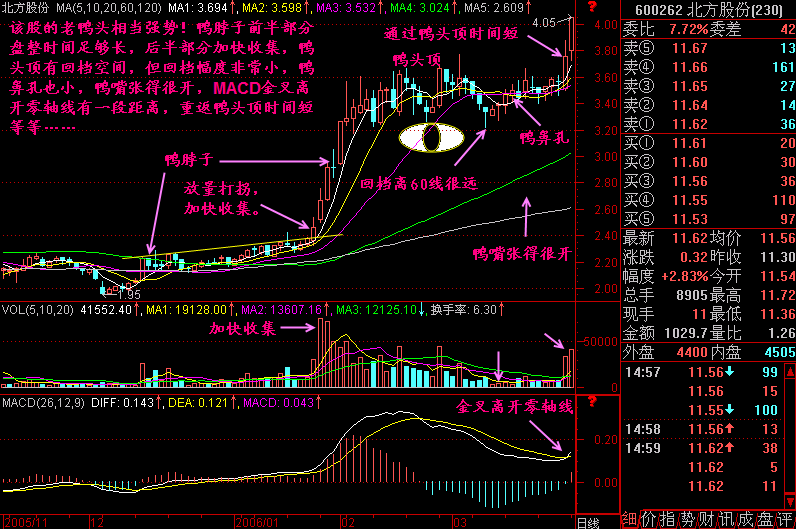 北方股份 MA(5,10,20,60,120) MA1: 3.694↑, MA2: 3.598↑, MA3: 3.532↑, MA4: 3.024↑, MA5: 2.609↑
该股的老鸭头相当强势！鸭脖子前半部分
盘整时间足够长，后半部分加快收集，鸭
头顶有回档空间，但回档幅度非常小，鸭
鼻孔也小，鸭嘴张得很开，MACD金叉离
开零轴线有一段距离，重返鸭头顶时间短
等等……
4.05
通过鸭头顶时间短
鸭头顶
鸭鼻孔
鸭脖子
回档离60线很远
放量打拐，
加快收集。
鸭嘴张得很开
1.95
?
4.00
3.80
3.60
3.40
3.20
3.00
2.80
2.60
2.40
2.20
2.00
VOL(5,10,20) 41552.40↑, MA1: 19128.00↑, MA2: 13607.16↑, MA3: 12125.10↓, 换手率: 6.30↑
加快收集
50000
0
MACD(26,12,9) DIFF: 0.143↑, DEA: 0.121↑, MACD: 0.043↑
金叉离开零轴线
?
0.20
0.00
2005/11 12 2006/01 02 03 日线
600262 北方股份(230)
委比 7.72% 委差 42
卖⑤ 11.67 13
卖④ 11.66 161
卖③ 11.65 27
卖② 11.64 14
卖① 11.62 36
买① 11.61 20
买② 11.60 30
买③ 11.56 36
买④ 11.55 110
买⑤ 11.53 97
最新 11.62 均价 11.56
涨跌 0.32 昨收 11.30
幅度 +2.83% 今开 11.54
总手 8905 最高 11.72
现手 11 最低 11.36
金额 1029.7 量比 1.26
外盘 4400 内盘 4505
14:57 11.56↓ 99
11.56 15
11.55↓ 100
14:58 11.56↑ 13
14:59 11.62↑ 38
11.62 5
11.62 11
细价指势财讯成盘评